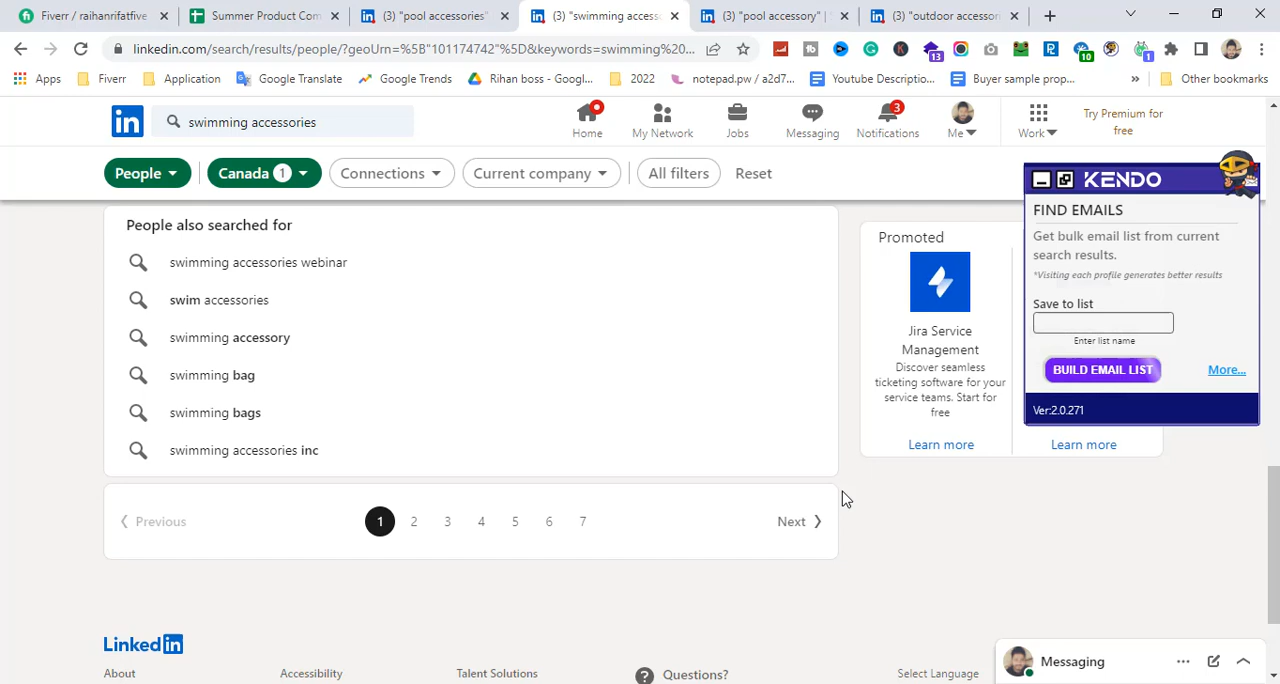 Fiverr / raihanrifattfive
Summer Product Com
(3) "pool accessories"
(3) "swimming access
(3) "pool accessory" |
(3) "outdoor accessor
linkedin.com/search/results/people/?geoUrn=%5B"101174742"%5D&keywords=swimming%20...
13
10
1
Apps
Fiverr
Application
Google Translate
Google Trends
Rihan boss - Googl...
2022
notepad.pw / a2d7...
Youtube Descriptio...
Buyer sample prop...
»
Other bookmarks
in
imming accessories
Home
My Network
Jobs
Messaging
3
Notifications
Me
Work
Try Premium for
free
People
Canada 1
Connections
Current company
All filters
Reset
People also searched for
swimming accessories webinar
swim accessories
swimming accessory
swimming bag
swimming bags
swimming accessories inc
Previous
1 2 3 4 5 6 7
Next
Promoted
Jira Service
Management
Discover seamless
ticketing software for your
service teams. Start for
free
Learn more
Learn more
KENDO
FIND EMAILS
Get bulk email list from current
search results.
*Visiting each profile generates better results
Save to list
Enter list name
BUILD EMAIL LIST
More...
Ver:2.0.271
LinkedIn
About
Accessibility
Talent Solutions
Questions?
Select Language
Messaging